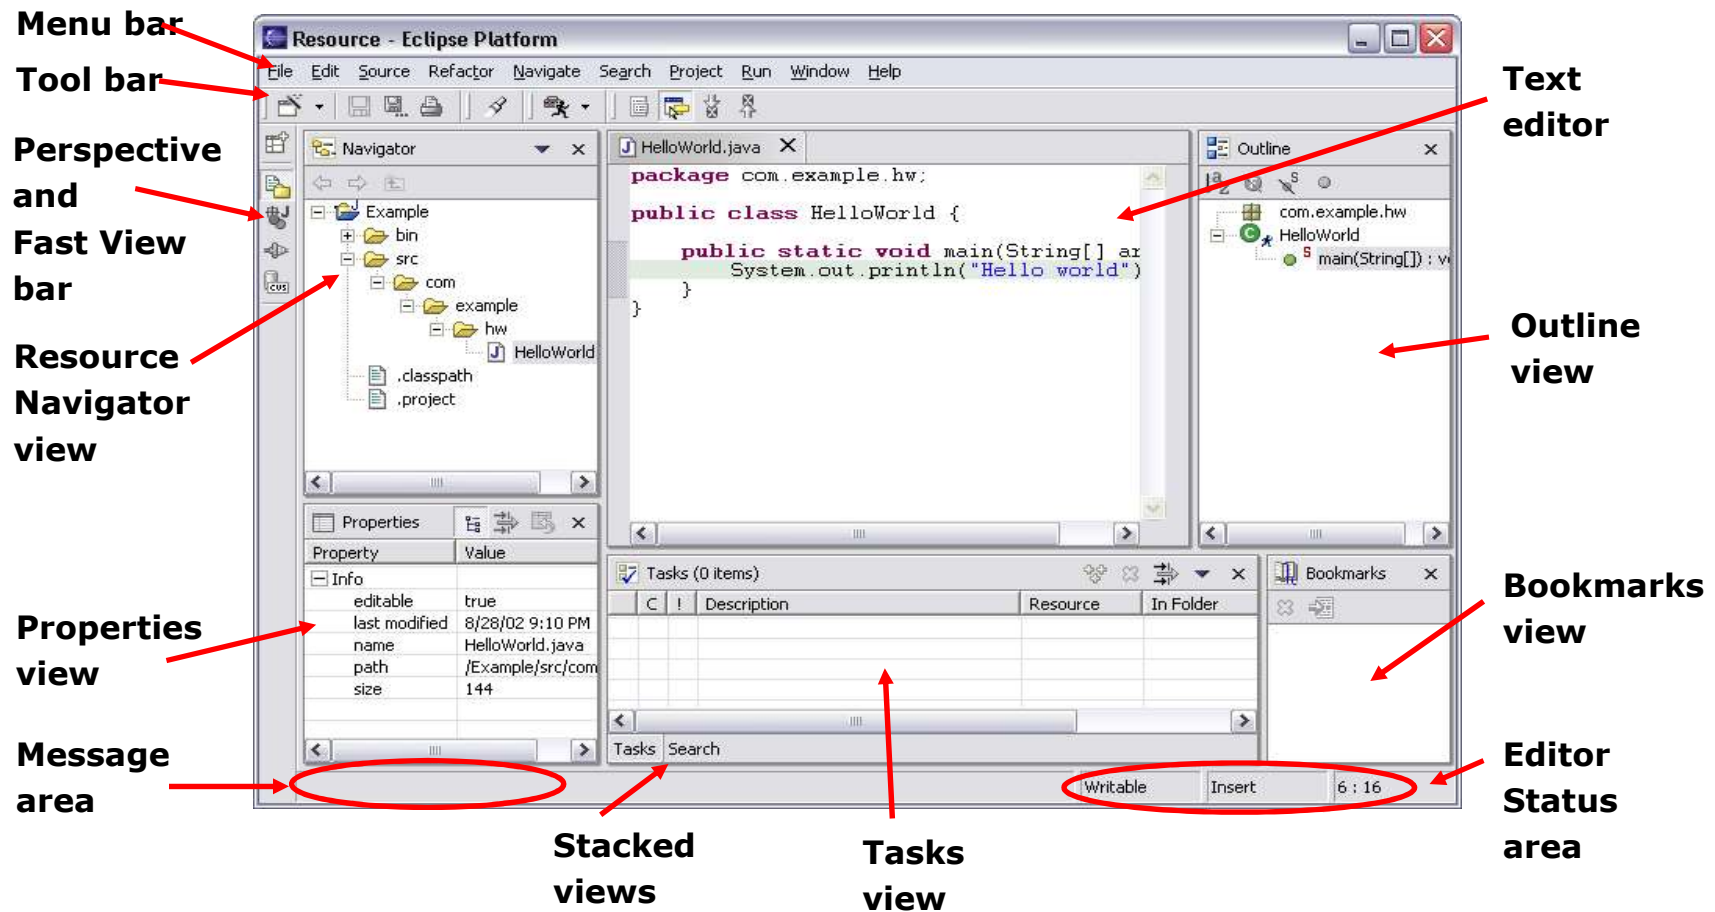 Menu bar
Tool bar
Perspective
and
Fast View
bar
Resource
Navigator
view
Properties
view
Message
area
Resource - Eclipse Platform
File Edit Source Refactor Navigate Search Project Run Window Help
Navigator
Example
bin
src
com
example
hw
HelloWorld
.classpath
.project
Properties
Property Value
Info
editable true
last modified 8/28/02 9:10 PM
name HelloWorld.java
path /Example/src/com
size 144
HelloWorld.java
package com.example.hw;
public class HelloWorld {
public static void main(String[] ar
System.out.println("Hello world")
}
}
Outline
com.example.hw
HelloWorld
main(String[]) : v
Tasks (0 items)
C ! Description Resource In Folder
Tasks Search
Bookmarks
Writable Insert 6 : 16
Text
editor
Outline
view
Bookmarks
view
Editor
Status
area
Stacked
views
Tasks
view